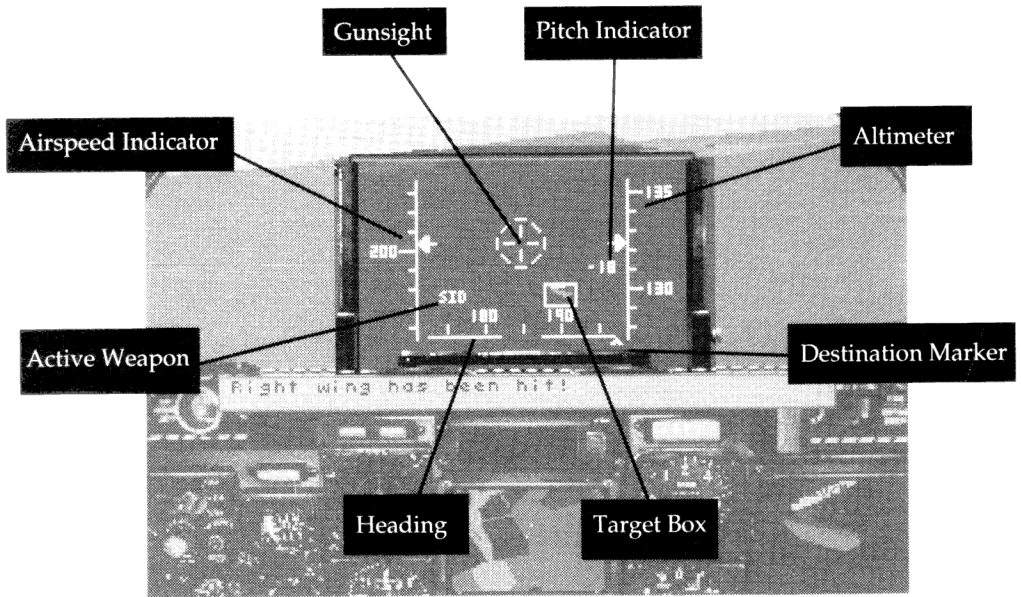 Gunsight
Pitch Indicator
Airspeed Indicator
Altimeter
135
200
-18
130
SID
180
190
Active Weapon
Destination Marker
Right wing has been hit!
Heading
Target Box